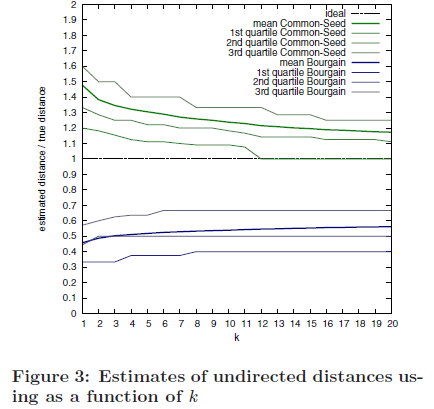 2
1.9
1.8
1.7
1.6
1.5
1.4
1.3
1.2
1.1
1
0.9
0.8
0.7
0.6
0.5
0.4
0.3
0.2
0.1
0
estimated distance / true distance
ideal
mean Common-Seed
1st quartile Common-Seed
2nd quartile Common-Seed
3rd quartile Common-Seed
mean Bourgain
1st quartile Bourgain
2nd quartile Bourgain
3rd quartile Bourgain
1 2 3 4 5 6 7 8 9 10 11 12 13 14 15 16 17 18 19 20
k
Figure 3: Estimates of undirected distances us-
ing as a function of k